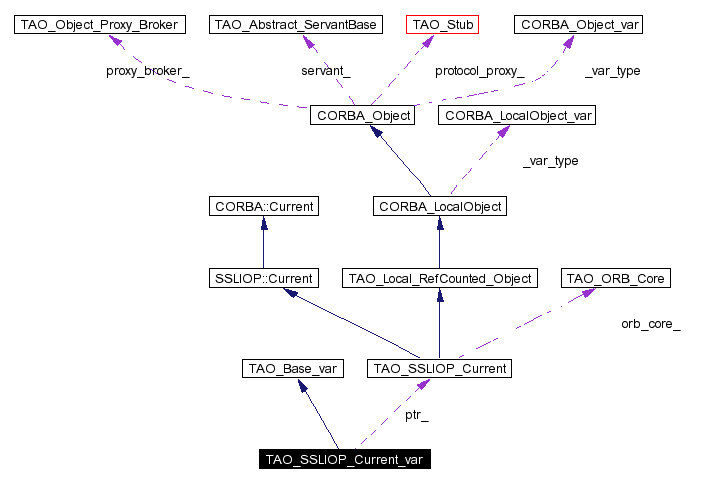 TAO_Object_Proxy_Broker
TAO_Abstract_ServantBase
TAO_Stub
CORBA_Object_var
proxy_broker_
servant_
protocol_proxy_
_var_type
CORBA_Object
CORBA_LocalObject_var
_var_type
CORBA::Current
CORBA_LocalObject
SSLIOP::Current
TAO_Local_RefCounted_Object
TAO_ORB_Core
orb_core_
TAO_Base_var
TAO_SSLIOP_Current
ptr_
TAO_SSLIOP_Current_var